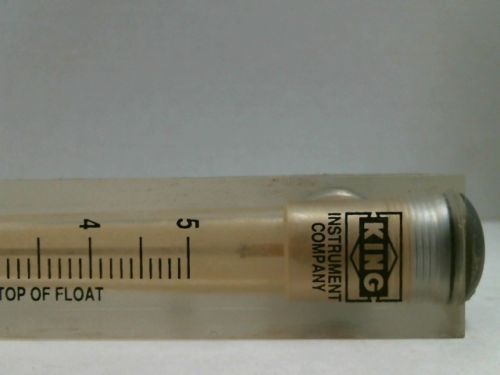 4
5
TOP OF FLOAT
KING
INSTRUMENT
COMPANY